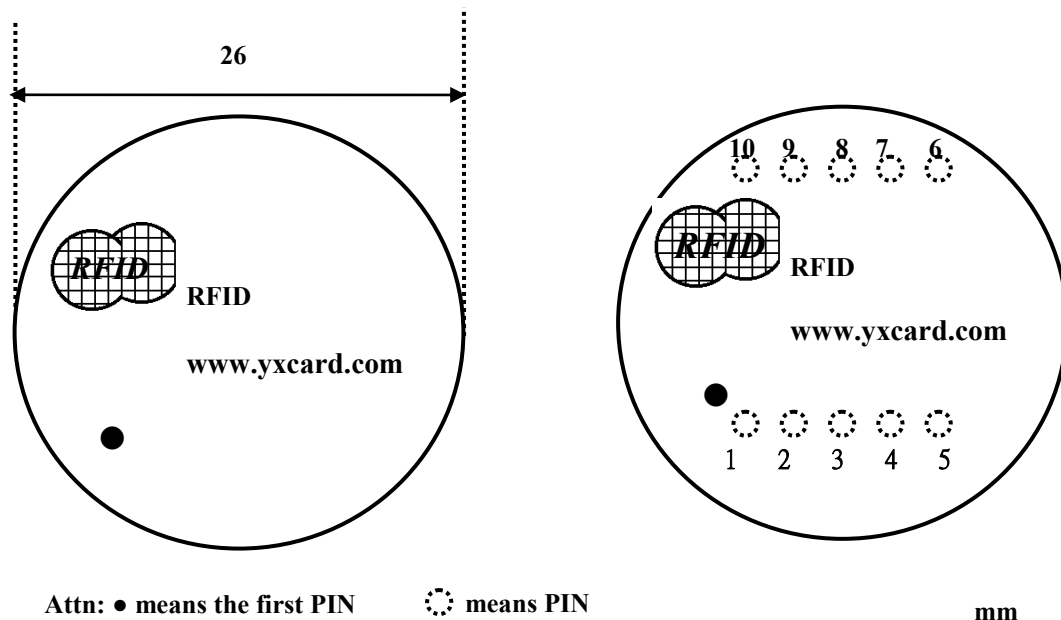 26
RFID
RFID
www.yxcard.com
10 9 8 7 6
RFID
RFID
www.yxcard.com
1 2 3 4 5
Attn: ● means the first PIN
means PIN
mm